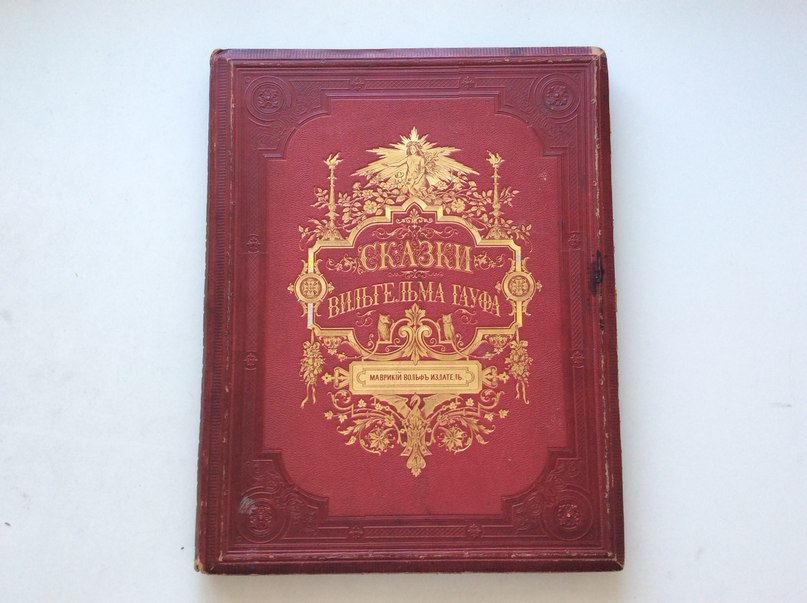 СКАЗКИ
ВИЛЬГЕЛЬМА ГАУФА
МАВРИКІЙ ВОЛЬФЪ ИЗДАТЕЛЬ.